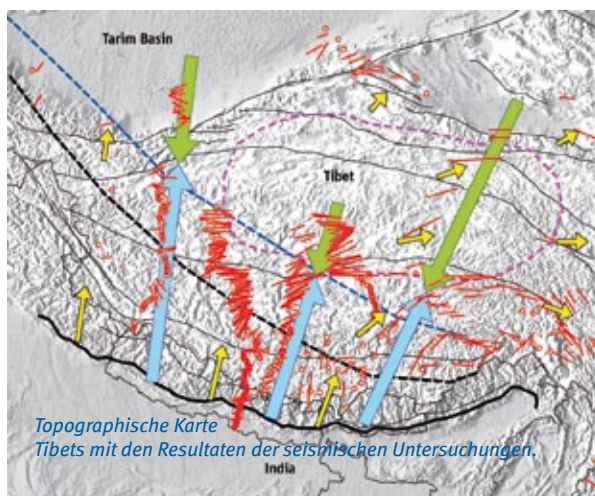 Tarim Basin
Tibet
Topographische Karte
Tibets mit den Resultaten der seismischen Untersuchungen.
India